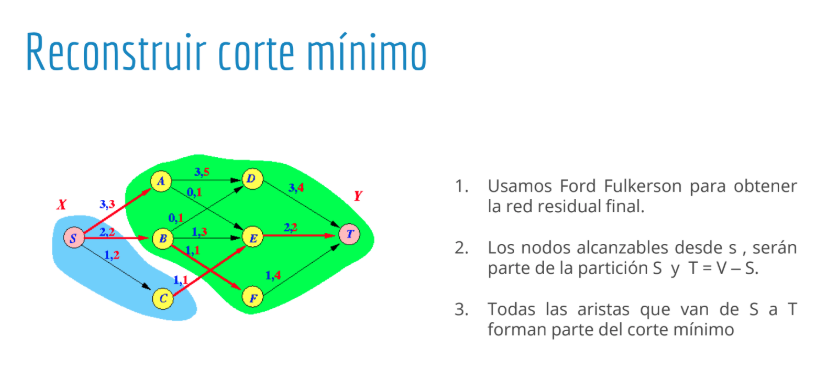 Reconstruir corte mínimo
X
Y
S
A
B
C
D
E
F
T
3,3
2,2
1,2
3,5
0,1
0,1
1,3
1,1
1,1
3,4
2,2
1,4
1. Usamos Ford Fulkerson para obtener
la red residual final.
2. Los nodos alcanzables desde s , serán
parte de la partición S y T = V – S.
3. Todas las aristas que van de S a T
forman parte del corte mínimo